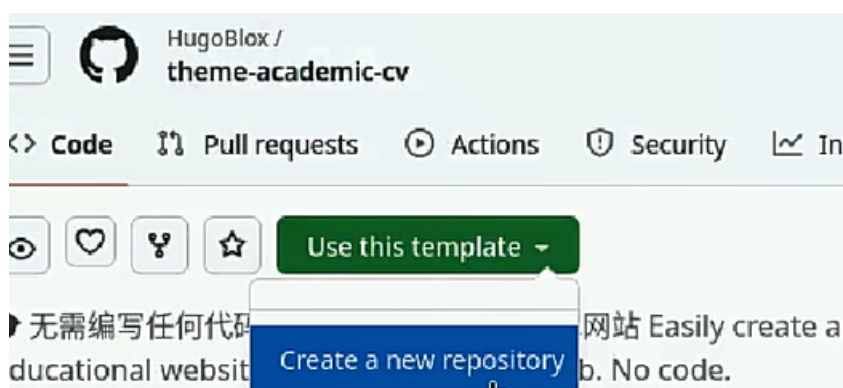 HugoBlox /
theme-academic-cv
Code Pull requests Actions Security In
Use this template
无需编写任何代码 网站 Easily create a
Create a new repository
ducational websit b. No code.